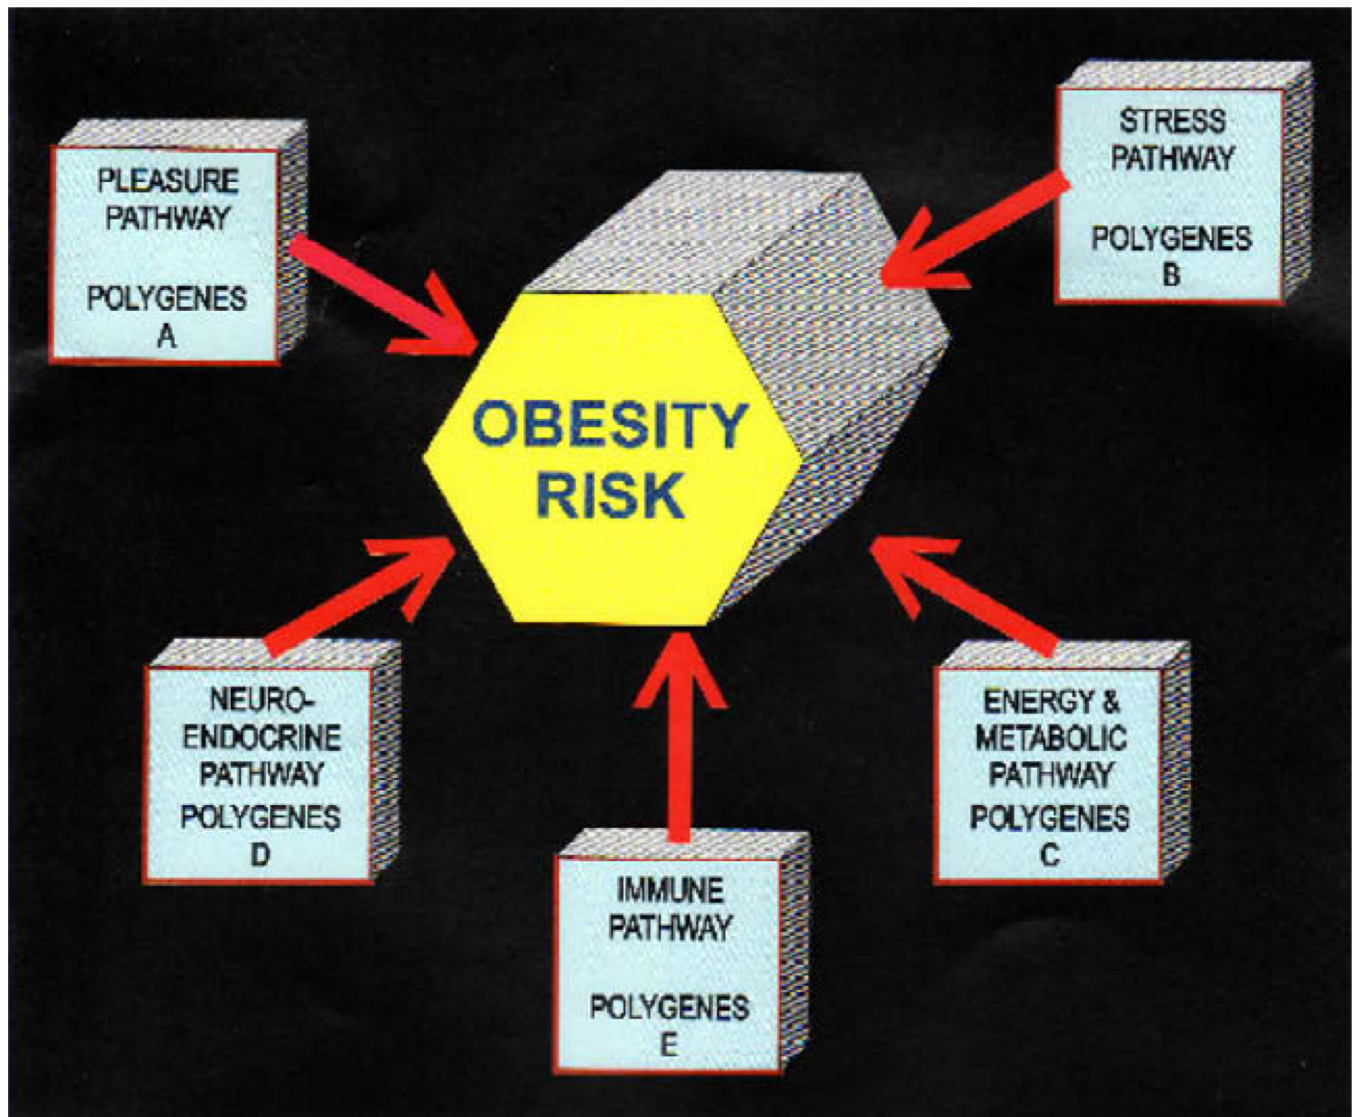 PLEASURE
PATHWAY
POLYGENES
A
STRESS
PATHWAY
POLYGENES
B
OBESITY
RISK
NEURO-
ENDOCRINE
PATHWAY
POLYGENES
D
ENERGY &
METABOLIC
PATHWAY
POLYGENES
C
IMMUNE
PATHWAY
POLYGENES
E